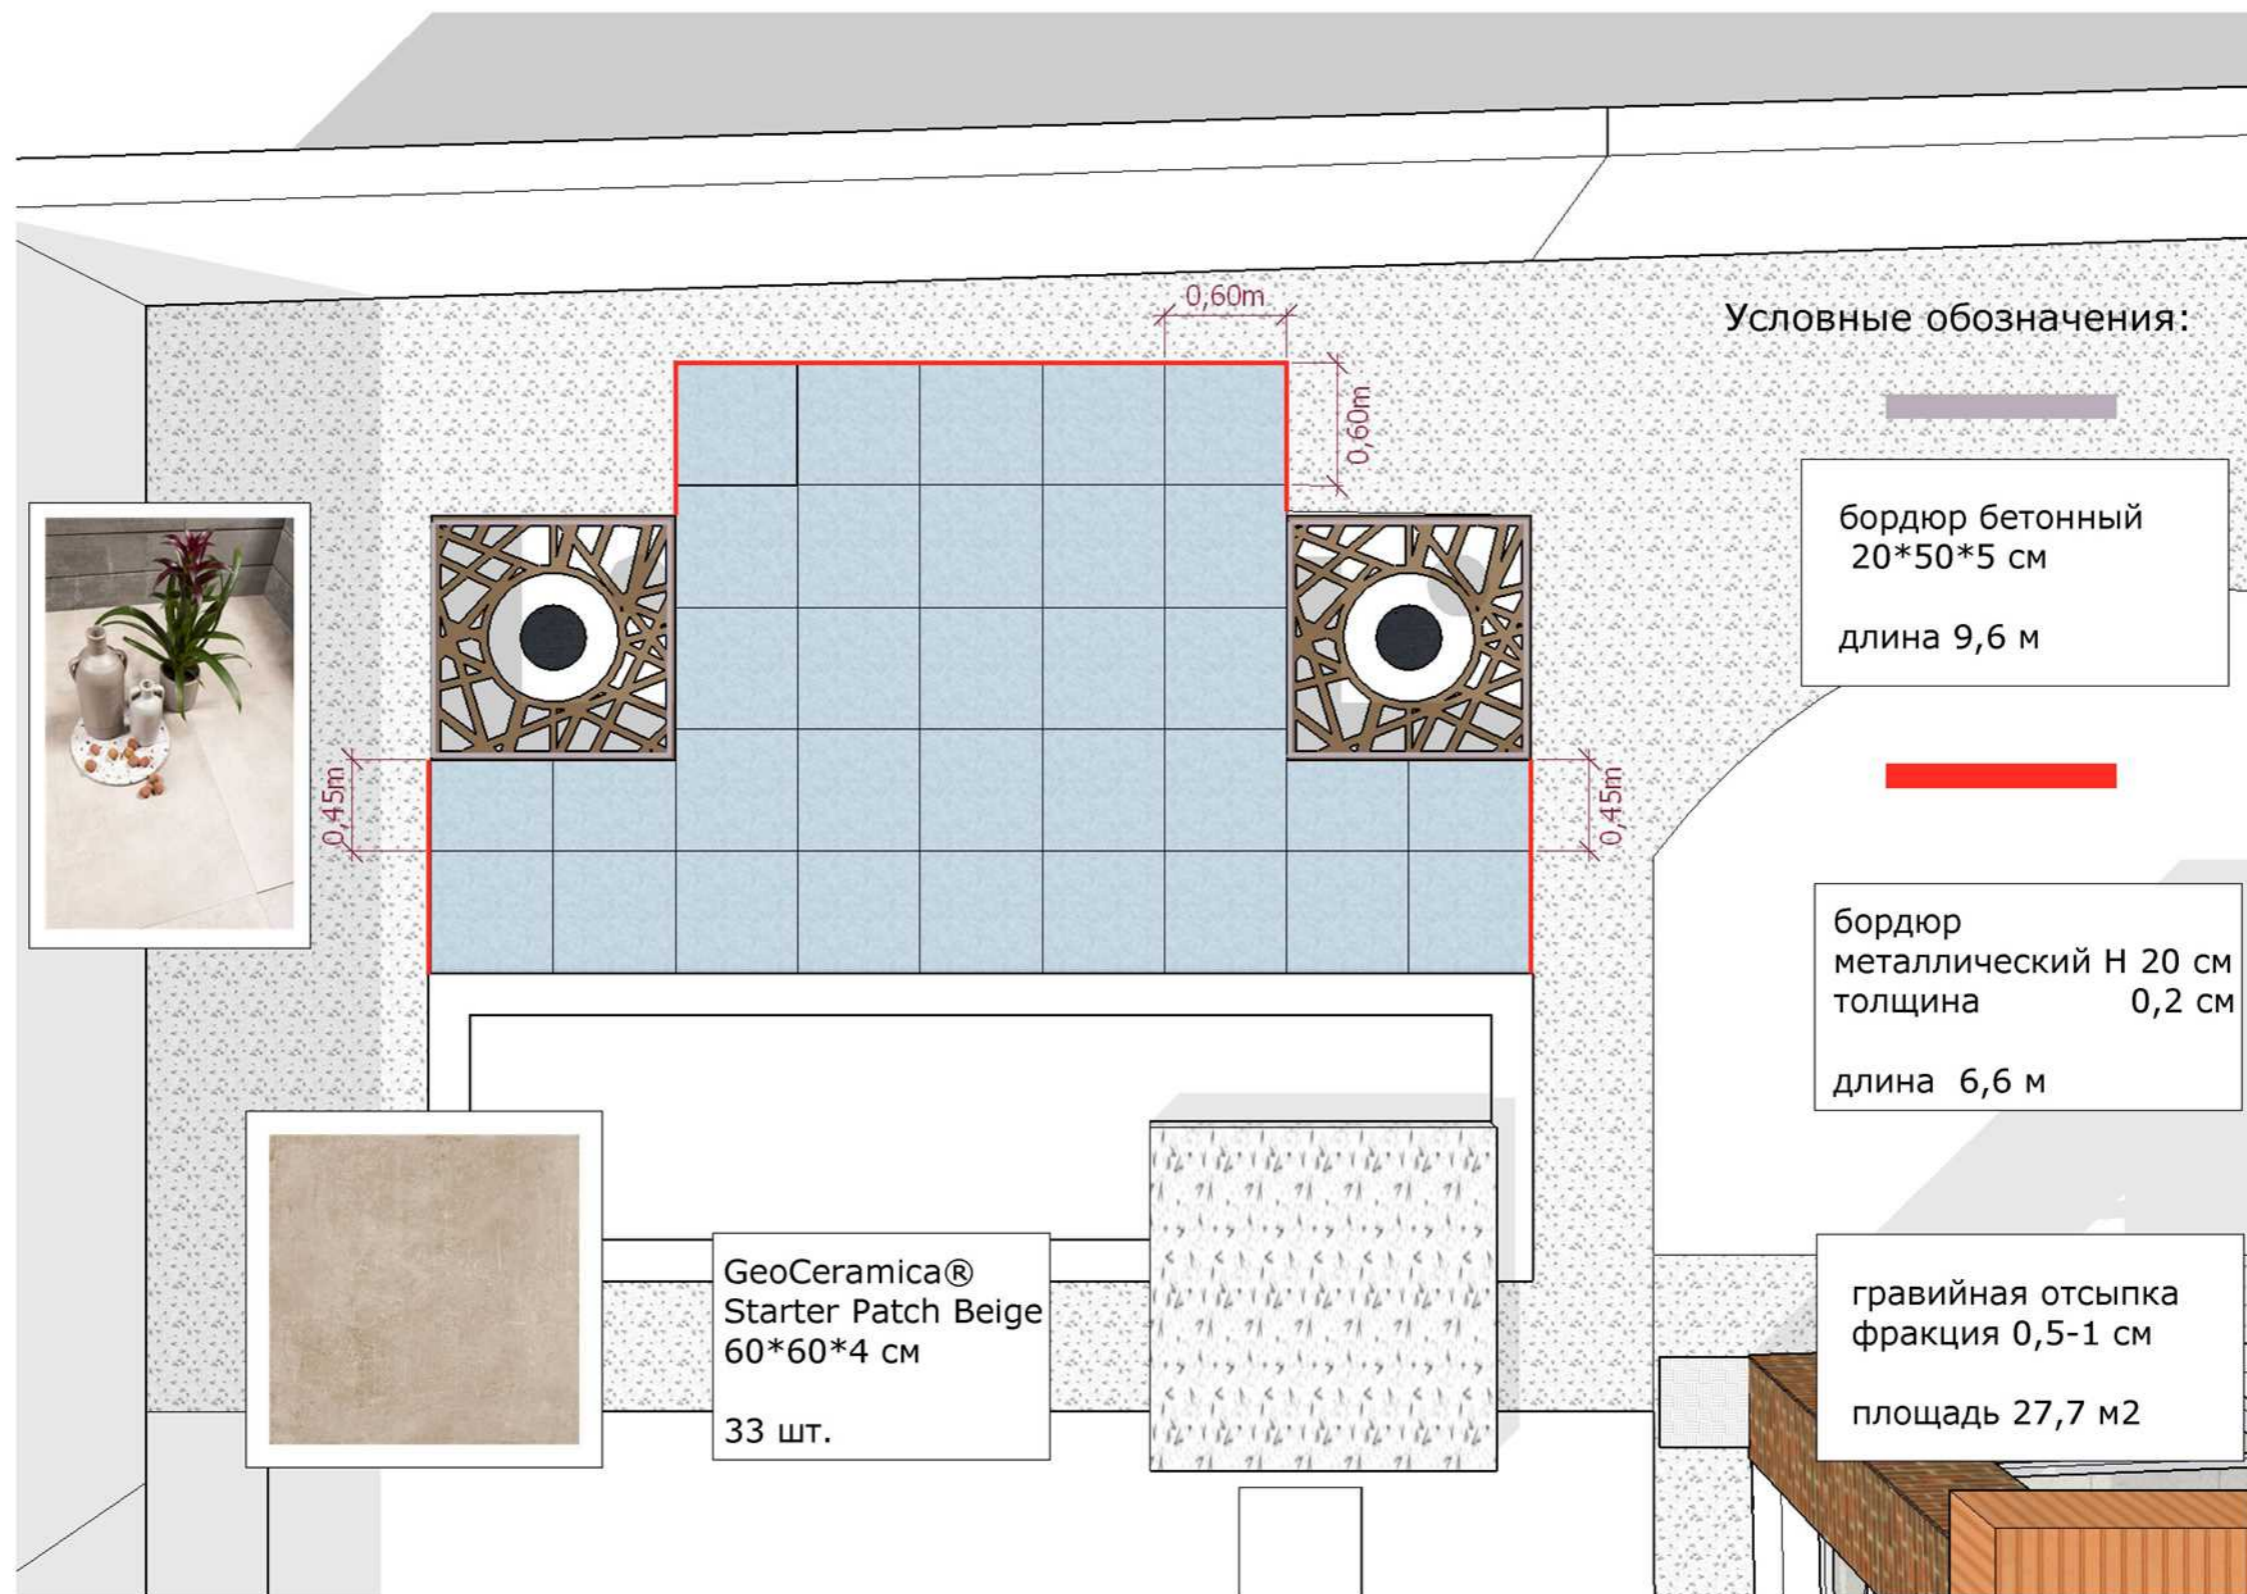 0,60m
Условные обозначения:
0,60m
бордюр бетонный
20*50*5 см
длина 9,6 м
0,45m
0,45m
бордюр
металлический Н 20 см
толщина 0,2 см
длина 6,6 м
GeoCeramica®
Starter Patch Beige
60*60*4 см
33 шт.
гравийная отсыпка
фракция 0,5-1 см
площадь 27,7 м2